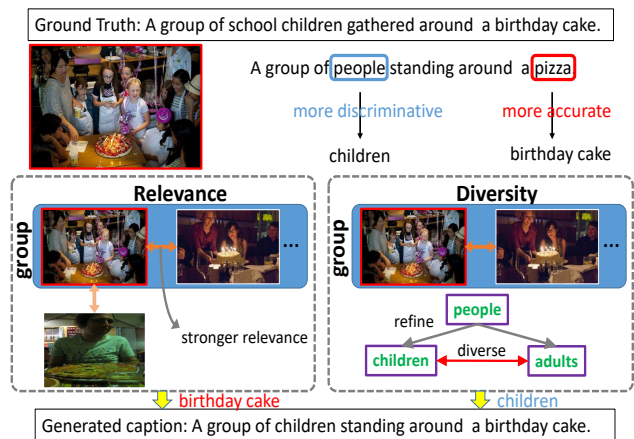 Ground Truth: A group of school children gathered around a birthday cake.
A group of people standing around a pizza
more discriminative
more accurate
children
birthday cake
Relevance
Diversity
group
...
group
...
people
refine
stronger relevance
children
diverse
adults
birthday cake
children
Generated caption: A group of children standing around a birthday cake.